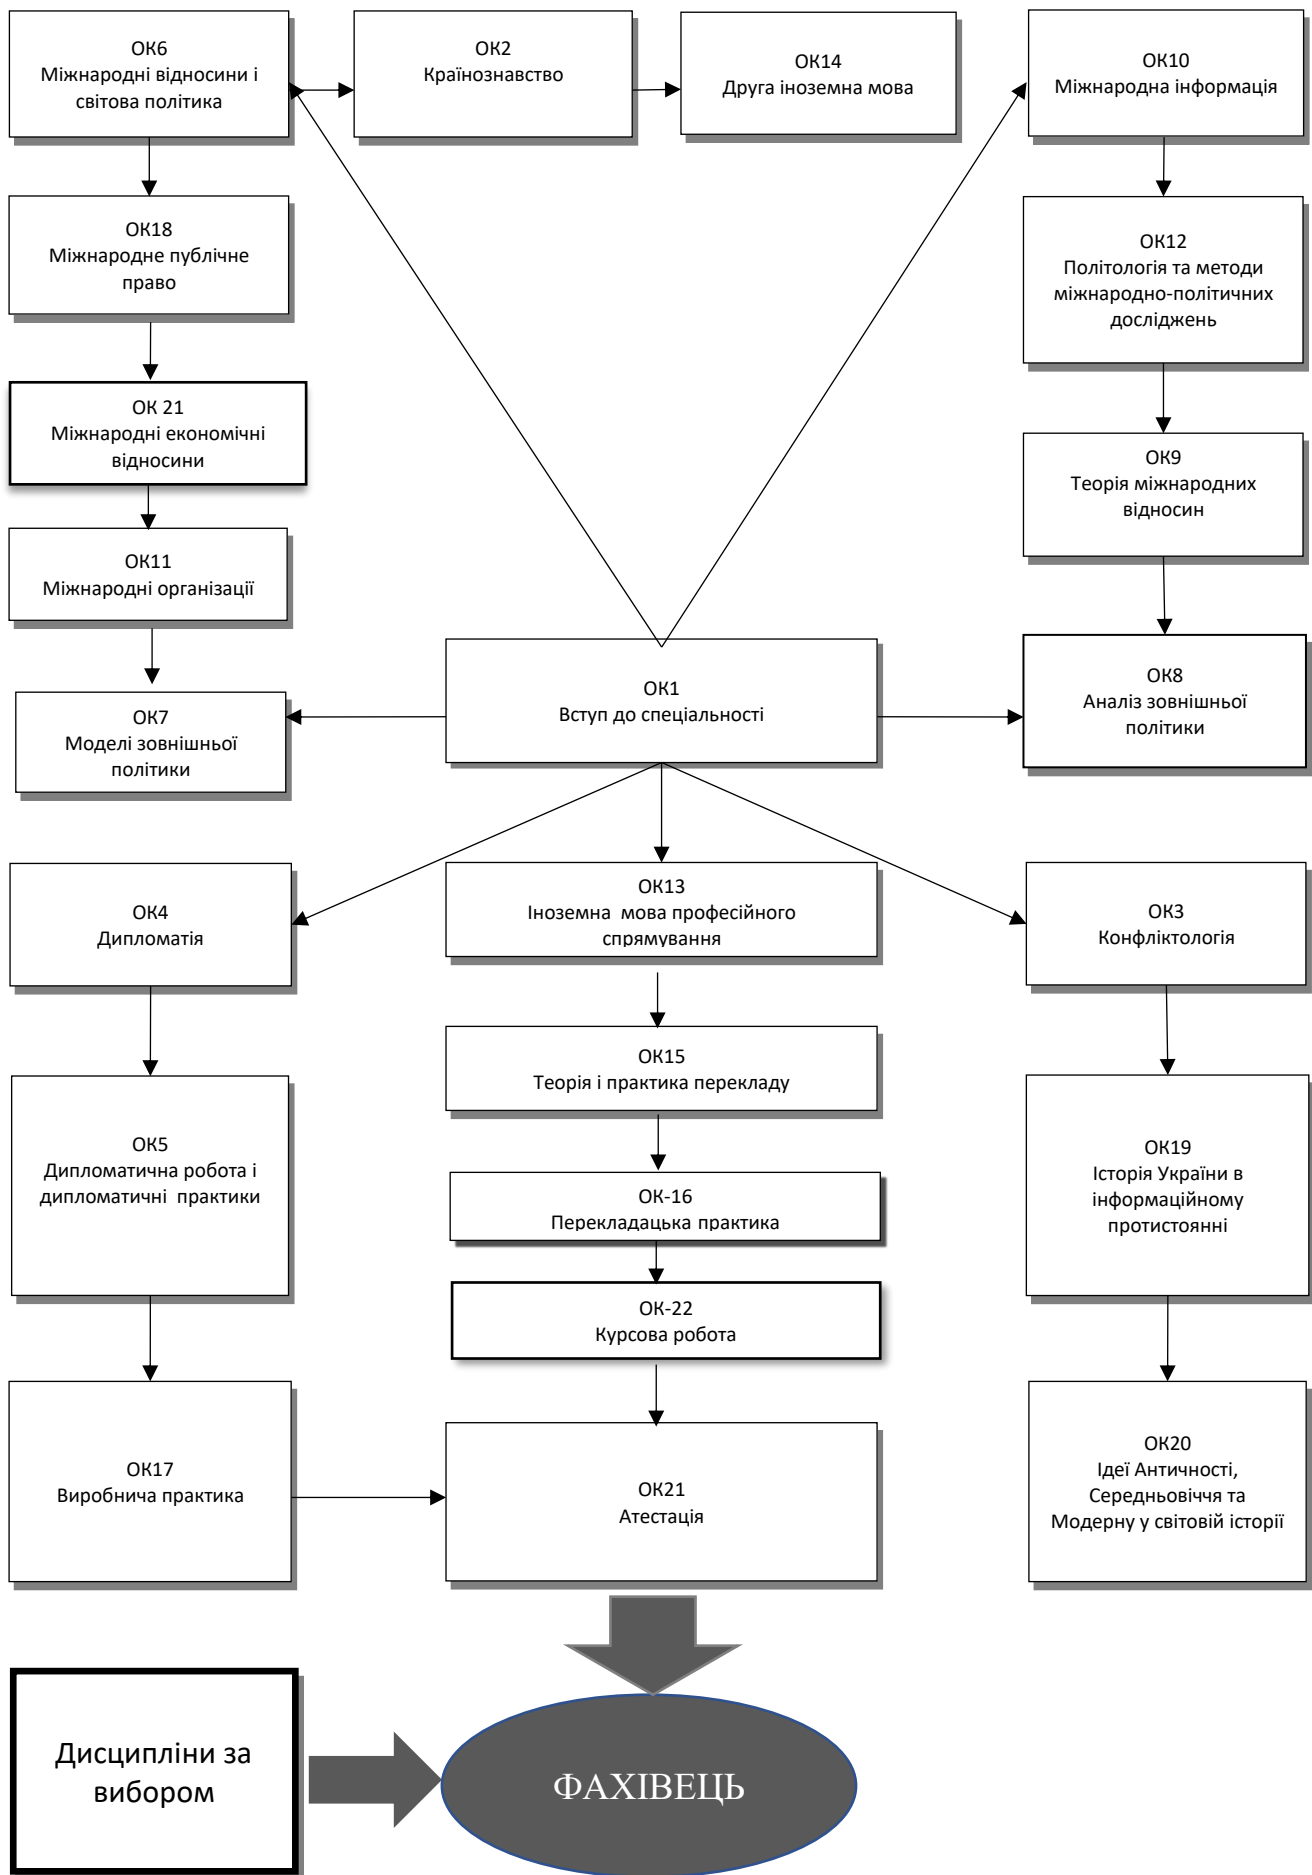 ОК6
Міжнародні відносини і
світова політика
ОК2
Країнознавство
ОК14
Друга іноземна мова
ОК10
Міжнародна інформація
ОК18
Міжнародне публічне
право
ОК12
Політологія та методи
міжнародно-політичних
досліджень
ОК 21
Міжнародні економічні
відносини
ОК9
Теорія міжнародних
відносин
ОК11
Міжнародні організації
ОК1
Вступ до спеціальності
ОК8
Аналіз зовнішньої
політики
ОК7
Моделі зовнішньої
політики
ОК4
Дипломатія
ОК13
Іноземна  мова професійного
спрямування
ОК3
Конфліктологія
ОК15
Теорія і практика перекладу
ОК5
Дипломатична робота і
дипломатичні  практики
ОК19
Історія України в
інформаційному
протистоянні
ОК-16
Перекладацька практика
ОК-22
Курсова робота
ОК17
Виробнича практика
ОК21
Атестація
ОК20
Ідеї Античності,
Середньовіччя та
Модерну у світовій історії
Дисципліни за
вибором
ФАХІВЕЦЬ